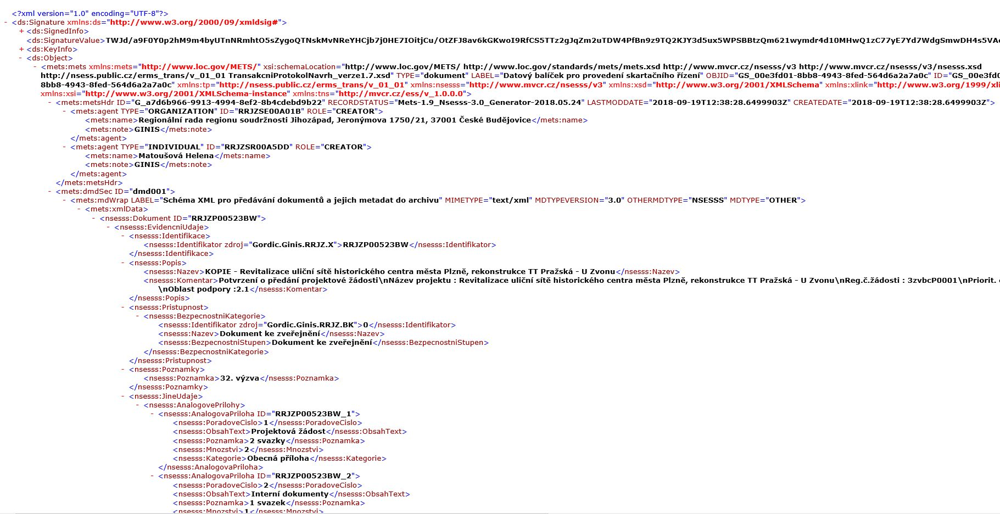 <?xml version="1.0" encoding="UTF-8"?>
- <ds:Signature xmlns:ds="http://www.w3.org/2000/09/xmldsig#">
+ <ds:SignedInfo>
<ds:SignatureValue>TWJd/a9F0Y0p2hM9m4byUTnNRmhtO5sZygoQTNskMvNReYHCjb7j0HE7IOitjCu/OtZFJ8av6kGKwoI9RfCS5TTz2gJqZm2uTDW4PfBn9z9TQ2KJY3d5ux5WPSBBtzQm621wymdr4d10MHwQ1zC77yE7Yd7WdgSmwDH4s5VA
+ <ds:KeyInfo>
- <ds:Object>
- <mets:mets xmlns:mets="http://www.loc.gov/METS/" xsi:schemaLocation="http://www.loc.gov/METS/ http://www.loc.gov/standards/mets/mets.xsd http://www.mvcr.cz/nsesss/v3 http://www.mvcr.cz/nsesss/v3/nsesss.xsd
http://nsess.public.cz/erms_trans/v_01_01 TransakcniProtokolNavrh_verze1.7.xsd" TYPE="dokument" LABEL="Datový balíček pro provedení skartačního řízení" OBJID="GS_00e3fd01-8bb8-4943-8fed-564d6a2a7a0c" ID="GS_00e3fd0
8bb8-4943-8fed-564d6a2a7a0c" xmlns:tp="http://nsess.public.cz/erms_trans/v_01_01" xmlns:nsesss="http://www.mvcr.cz/nsesss/v3" xmlns:xsd="http://www.w3.org/2001/XMLSchema" xmlns:xlink="http://www.w3.org/1999/xli
xmlns:xsi="http://www.w3.org/2001/XMLSchema-instance" xmlns:tns="http://mvcr.cz/ess/v_1.0.0.0">
- <mets:metsHdr ID="G_a7d6b966-9913-4994-8ef2-8b4cdebd9b22" RECORDSTATUS="Mets-1.9_Nsesss-3.0_Generator-2018.05.24" LASTMODDATE="2018-09-19T12:38:28.6499903Z" CREATEDATE="2018-09-19T12:38:28.6499903Z">
- <mets:agent TYPE="ORGANIZATION" ID="RRJZSE00A01B" ROLE="CREATOR">
<mets:name>Regionální rada regionu soudržnosti Jihozápad, Jeronýmova 1750/21, 37001 České Budějovice</mets:name>
<mets:note>GINIS</mets:note>
</mets:agent>
- <mets:agent TYPE="INDIVIDUAL" ID="RRJZSR00A5DD" ROLE="CREATOR">
<mets:name>Matoušová Helena</mets:name>
<mets:note>GINIS</mets:note>
</mets:agent>
</mets:metsHdr>
- <mets:dmdSec ID="dmd001">
- <mets:mdWrap LABEL="Schéma XML pro předávání dokumentů a jejich metadat do archivu" MIMETYPE="text/xml" MDTYPEVERSION="3.0" OTHERMDTYPE="NSESSS" MDTYPE="OTHER">
- <mets:xmlData>
- <nsesss:Dokument ID="RRJZP00523BW">
- <nsesss:EvidencniUdaje>
- <nsesss:Identifikace>
<nsesss:Identifikator zdroj="Gordic.Ginis.RRJZ.X">RRJZP00523BW</nsesss:Identifikator>
</nsesss:Identifikace>
- <nsesss:Popis>
<nsesss:Nazev>KOPIE - Revitalizace uliční sítě historického centra města Plzně, rekonstrukce TT Pražská - U Zvonu</nsesss:Nazev>
<nsesss:Komentar>Potvrzení o předání projektové žádosti\nNázev projektu : Revitalizace uliční sítě historického centra města Plzně, rekonstrukce TT Pražská - U Zvonu\nReg.č.žádosti : 3zvbcP0001\nPriorit.
\nOblast podpory :2.1</nsesss:Komentar>
</nsesss:Popis>
- <nsesss:Pristupnost>
- <nsesss:BezpecnostniKategorie>
<nsesss:Identifikator zdroj="Gordic.Ginis.RRJZ.BK">0</nsesss:Identifikator>
<nsesss:Nazev>Dokument ke zveřejnění</nsesss:Nazev>
<nsesss:BezpecnostniStupen>Dokument ke zveřejnění</nsesss:BezpecnostniStupen>
</nsesss:BezpecnostniKategorie>
</nsesss:Pristupnost>
- <nsesss:Poznamky>
<nsesss:Poznamka>32. výzva</nsesss:Poznamka>
</nsesss:Poznamky>
- <nsesss:JineUdaje>
- <nsesss:AnalogovePrilohy>
- <nsesss:AnalogovaPriloha ID="RRJZP00523BW_1">
<nsesss:PoradoveCislo>1</nsesss:PoradoveCislo>
<nsesss:ObsahText>Projektová žádost</nsesss:ObsahText>
<nsesss:Poznamka>2 svazky</nsesss:Poznamka>
<nsesss:Mnozstvi>2</nsesss:Mnozstvi>
<nsesss:Kategorie>Obecná příloha</nsesss:Kategorie>
</nsesss:AnalogovaPriloha>
- <nsesss:AnalogovaPriloha ID="RRJZP00523BW_2">
<nsesss:PoradoveCislo>2</nsesss:PoradoveCislo>
<nsesss:ObsahText>Interní dokumenty</nsesss:ObsahText>
<nsesss:Poznamka>1 svazek</nsesss:Poznamka>
<nsesss:Mnozstvi>1</nsesss:Mnozstvi>